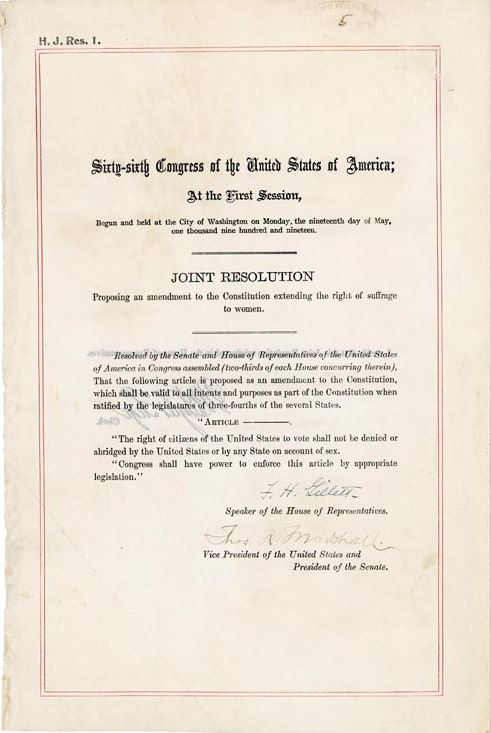 5
H. J. Res. 1.
Sixty-sixth Congress of the United States of America;
At the First Session,
Begun and held at the City of Washington on Monday, the nineteenth day of May,
one thousand nine hundred and nineteen.
JOINT RESOLUTION
Proposing an amendment to the Constitution extending the right of suffrage
to women.
Resolved by the Senate and House of Representatives of the United States
of America in Congress assembled (two-thirds of each House concurring therein),
That the following article is proposed as an amendment to the Constitution,
which shall be valid to all intents and purposes as part of the Constitution when
ratified by the legislatures of three-fourths of the several States.
"ARTICLE ———.
"The right of citizens of the United States to vote shall not be denied or
abridged by the United States or by any State on account of sex.
"Congress shall have power to enforce this article by appropriate
legislation."
F. H. Gillett
Speaker of the House of Representatives.
Thos. R. Marshall.
Vice President of the United States and
President of the Senate.